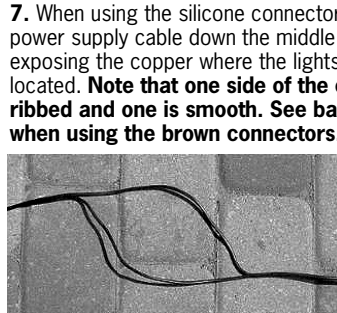 7. When using the silicone connector
power supply cable down the middle
exposing the copper where the lights
located. Note that one side of the
ribbed and one is smooth. See ba
when using the brown connectors.